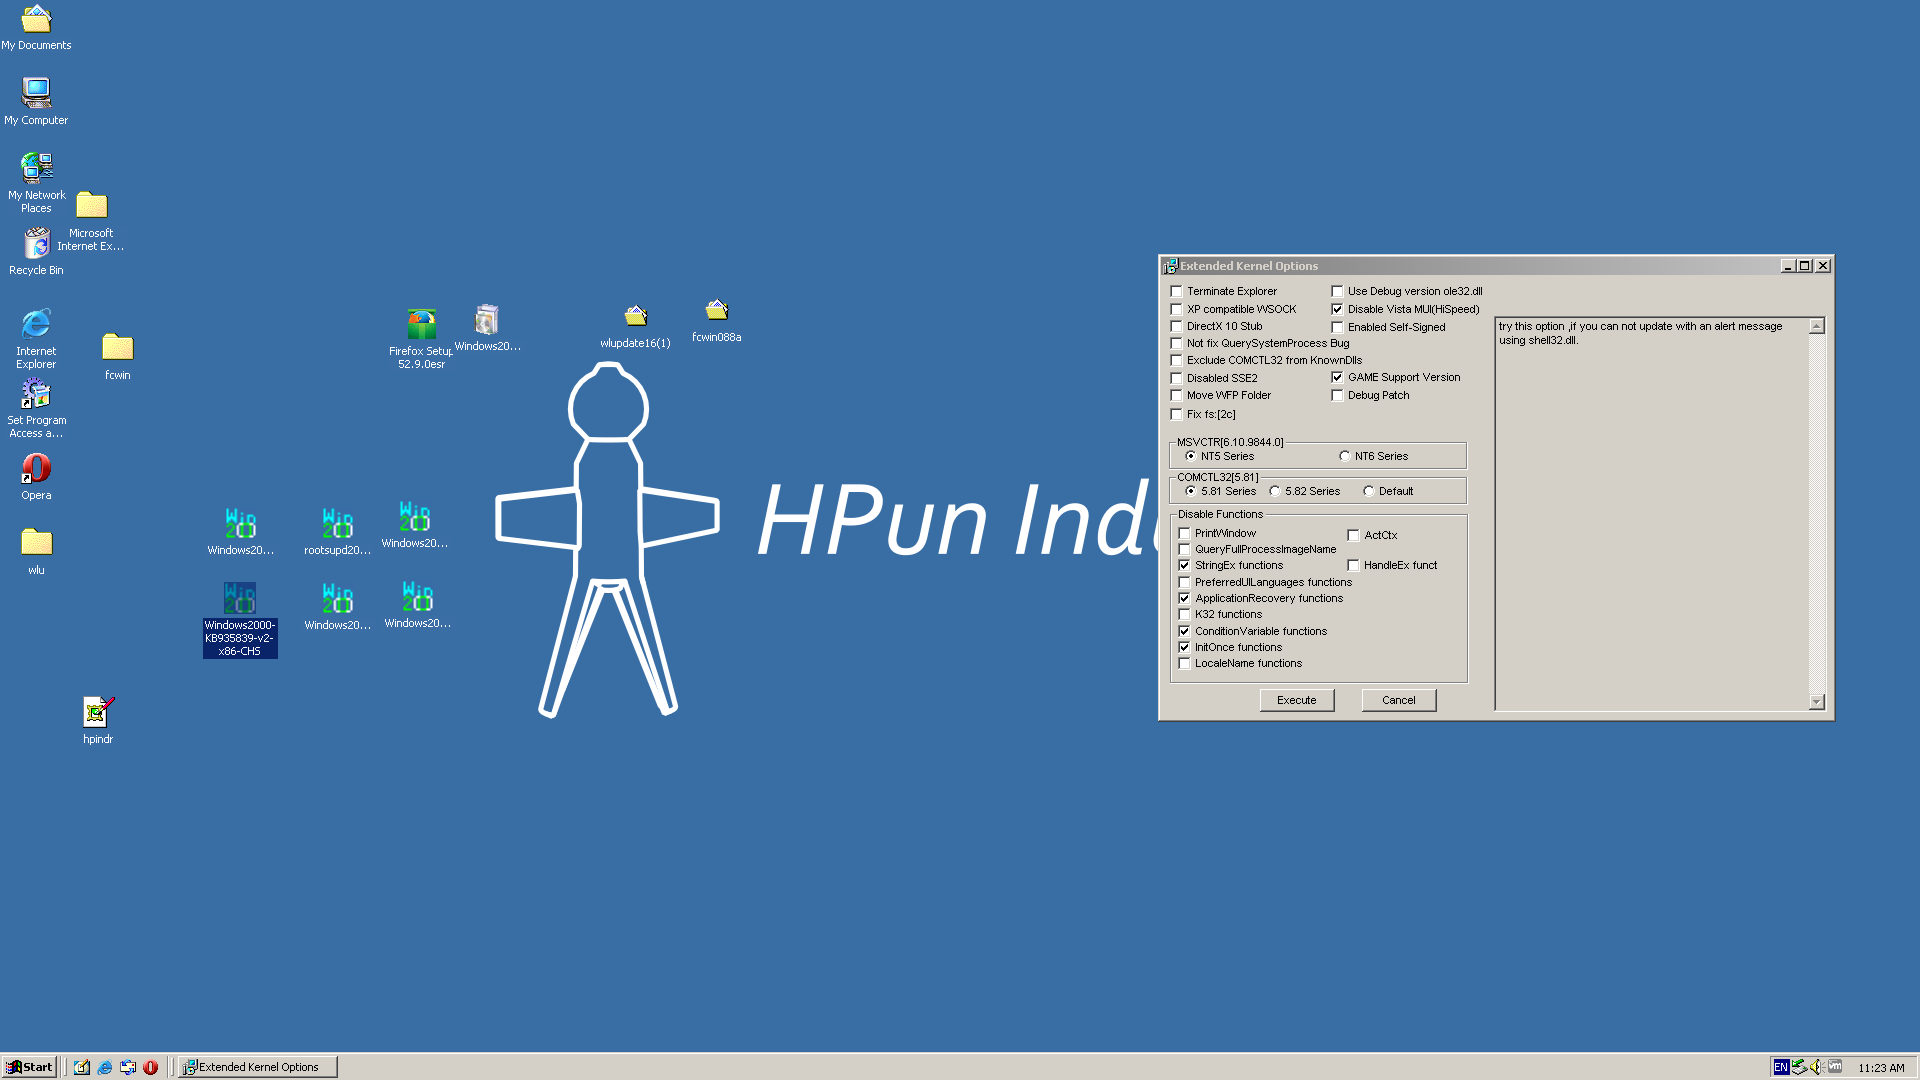 My Documents
My Computer
My Network
Places
Microsoft
Internet Ex...
Recycle Bin
Internet
Explorer
fcwin
Set Program
Access a...
Opera
wlu
hpindr
Firefox Setup
52.9.0esr
Windows20...
wlupdate16(1)
fcwin088a
Windows20...
rootsupd20...
Windows20...
Windows2000-
KB935839-v2-
x86-CHS
Windows20...
Windows20...
HPun Ind
Extended Kernel Options
Terminate Explorer
Use Debug version ole32.dll
XP compatible WSOCK
Disable Vista MUI(HiSpeed)
DirectX 10 Stub
Enabled Self-Signed
Not fix QuerySystemProcess Bug
Exclude COMCTL32 from KnownDlls
Disabled SSE2
GAME Support Version
Move WFP Folder
Debug Patch
Fix fs:[2c]
MSVCTR[6.10.9844.0]
NT5 Series
NT6 Series
COMCTL32[5.81]
5.81 Series
5.82 Series
Default
Disable Functions
PrintWindow
ActCtx
QueryFullProcessImageName
StringEx functions
HandleEx funct
PreferredUILanguages functions
ApplicationRecovery functions
K32 functions
ConditionVariable functions
InitOnce functions
LocaleName functions
Execute
Cancel
try this option ,if you can not update with an alert message
using shell32.dll.
Start
Extended Kernel Options
EN
11:23 AM